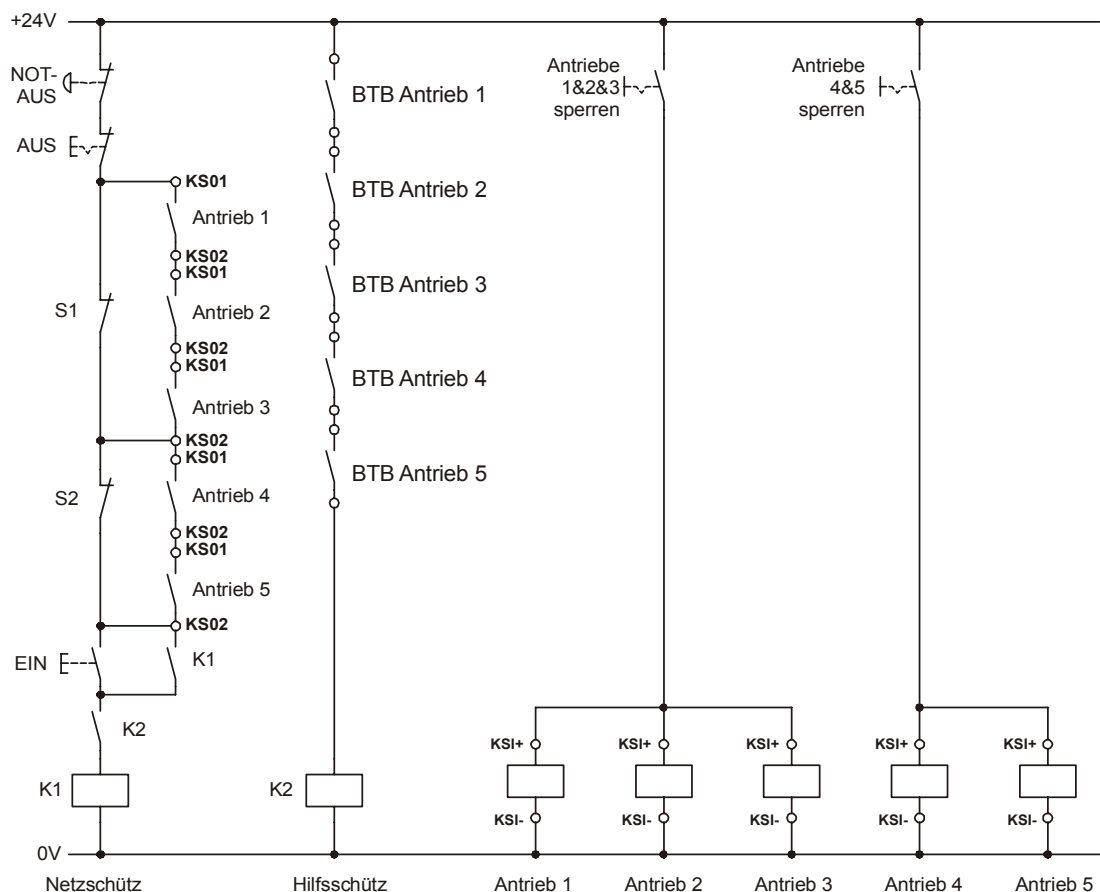 +24V
NOT-
AUS
AUS
KS01
Antrieb 1
KS02
KS01
S1
Antrieb 2
KS02
KS01
Antrieb 3
KS02
KS01
S2
Antrieb 4
KS02
KS01
Antrieb 5
KS02
EIN
K1
K2
K1
BTB Antrieb 1
BTB Antrieb 2
BTB Antrieb 3
BTB Antrieb 4
BTB Antrieb 5
K2
Antriebe
1&2&3
sperren
Antriebe
4&5
sperren
KSI+
KSI+
KSI+
KSI+
KSI+
KSI-
KSI-
KSI-
KSI-
KSI-
0V
Netzschütz
Hilfsschütz
Antrieb 1
Antrieb 2
Antrieb 3
Antrieb 4
Antrieb 5